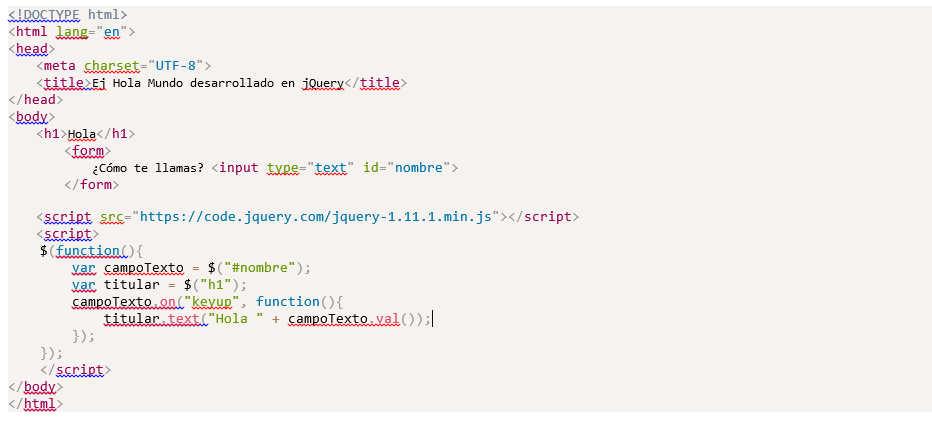 <!DOCTYPE html>
<html lang="en">
<head>
    <meta charset="UTF-8">
    <title>Ej Hola Mundo desarrollado en jQuery</title>
</head>
<body>
    <h1>Hola</h1>
        <form>
            ¿Cómo te llamas? <input type="text" id="nombre">
        </form>

    <script src="https://code.jquery.com/jquery-1.11.1.min.js"></script>
    <script>
    $(function(){
        var campoTexto = $("#nombre");
        var titular = $("h1");
        campoTexto.on("keyup", function(){
            titular.text("Hola " + campoTexto.val());
        });
    });
    </script>
</body>
</html>